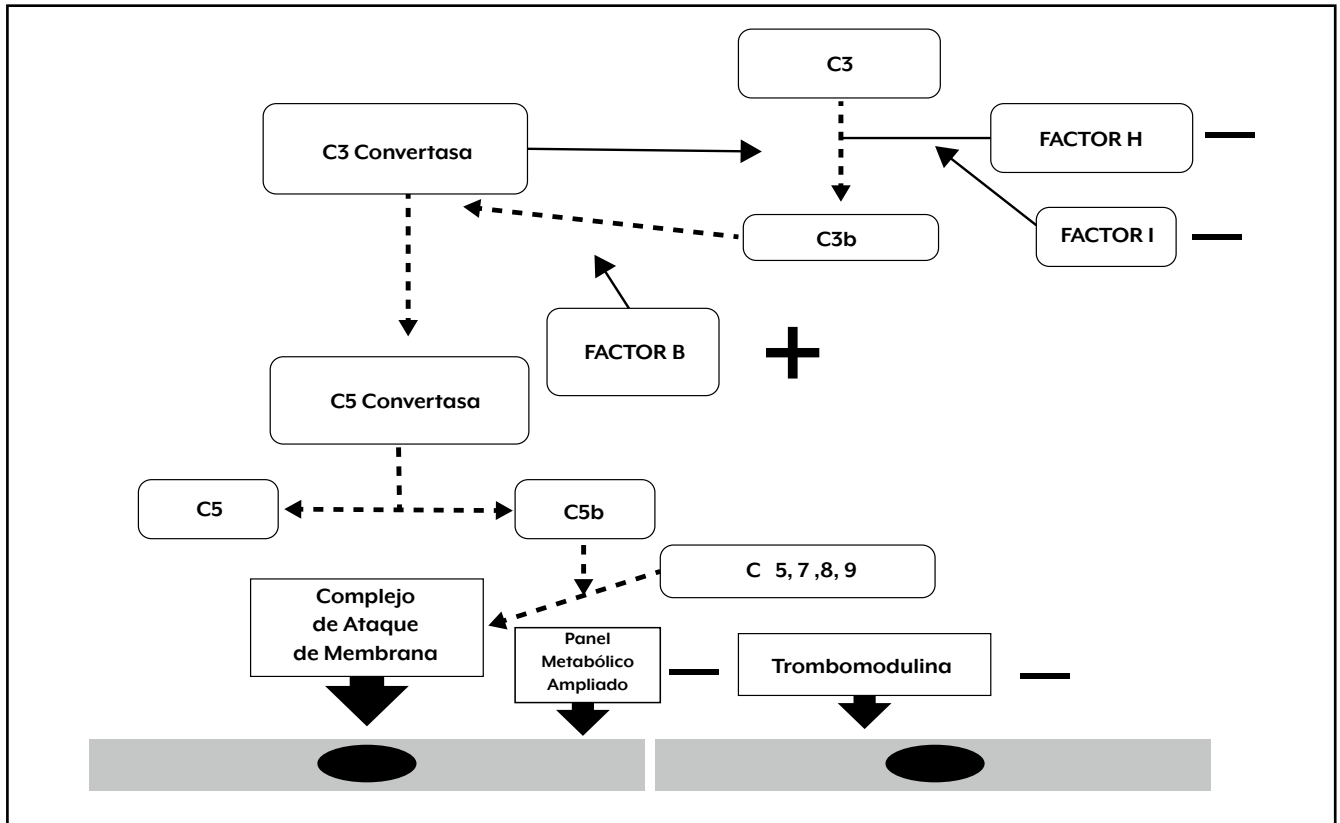 C3
C3 Convertasa
FACTOR H
C3b
FACTOR I
FACTOR B
C5 Convertasa
C5
C5b
C 5, 7 ,8, 9
Complejo
de Ataque
de Membrana
Panel
Metabólico
Ampliado
Trombomodulina